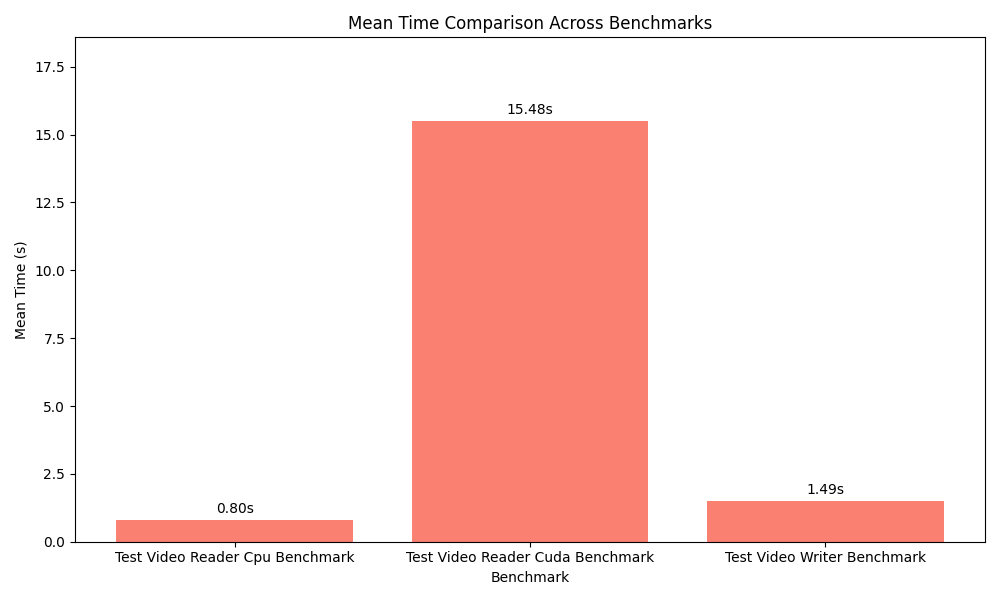 Mean Time Comparison Across Benchmarks
Mean Time (s)
17.5
15.0
12.5
10.0
7.5
5.0
2.5
0.0
0.80s
15.48s
1.49s
Test Video Reader Cpu Benchmark
Test Video Reader Cuda Benchmark
Test Video Writer Benchmark
Benchmark